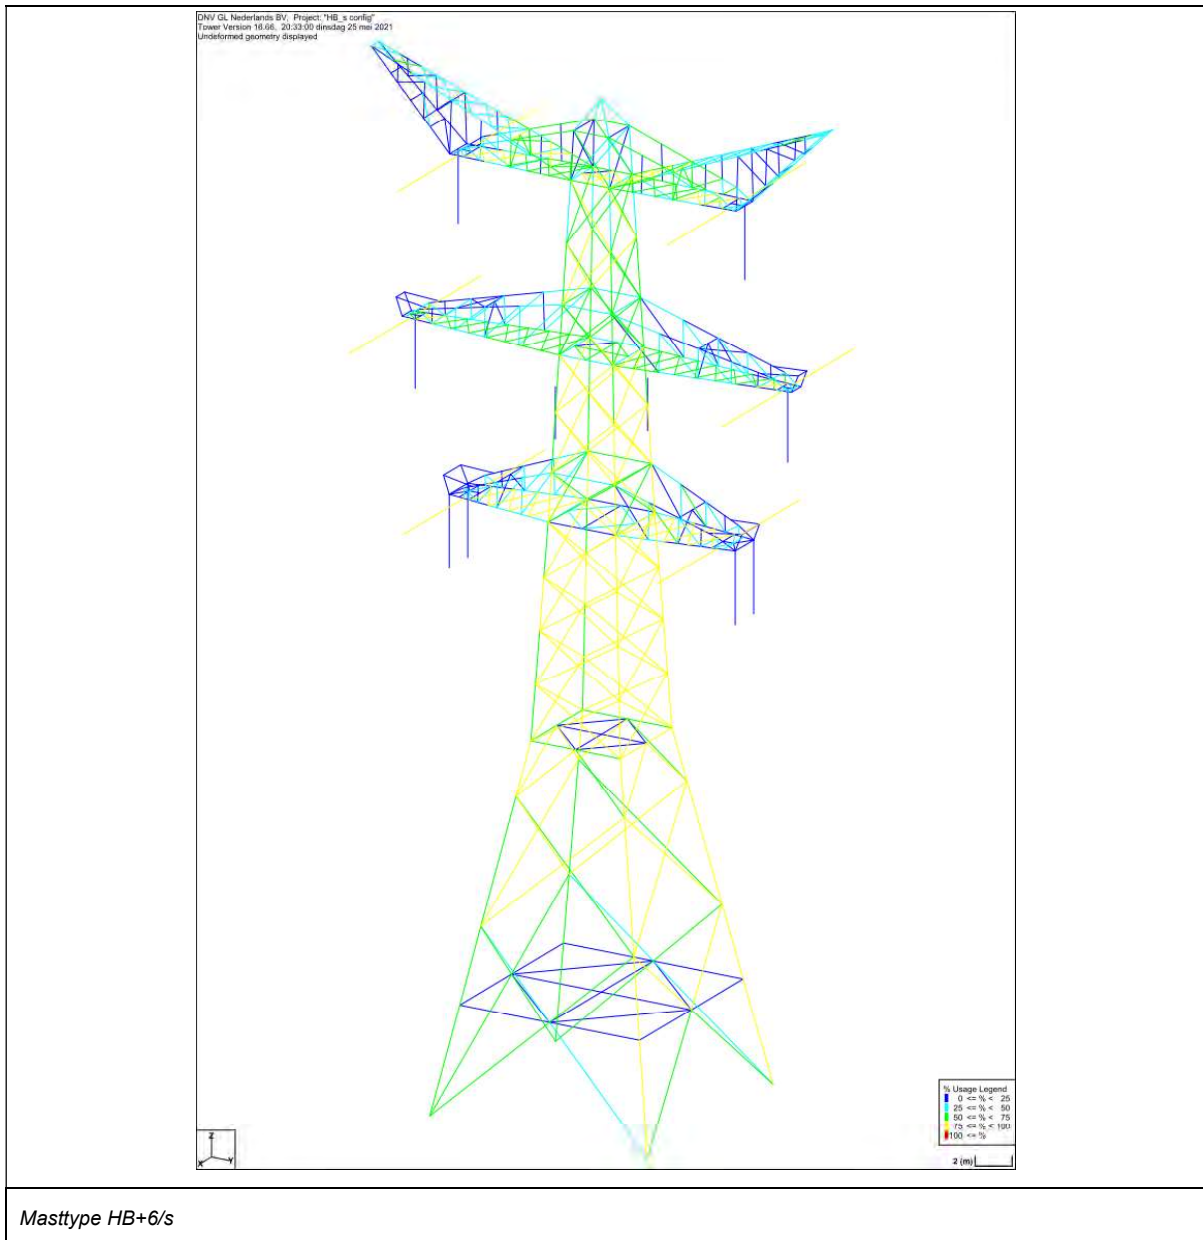 DNV GL Nederlands BV, Project: "HB_s config"
Tower Version 16.66, 20:33:00 dinsdag 25 mei 2021
Undeformed geometry displayed
% Usage Legend
0 <= % < 25
25 <= % < 50
50 <= % < 75
75 <= % < 100
100 <= %
2 (m)
Z
X Y
Masttype HB+6/s